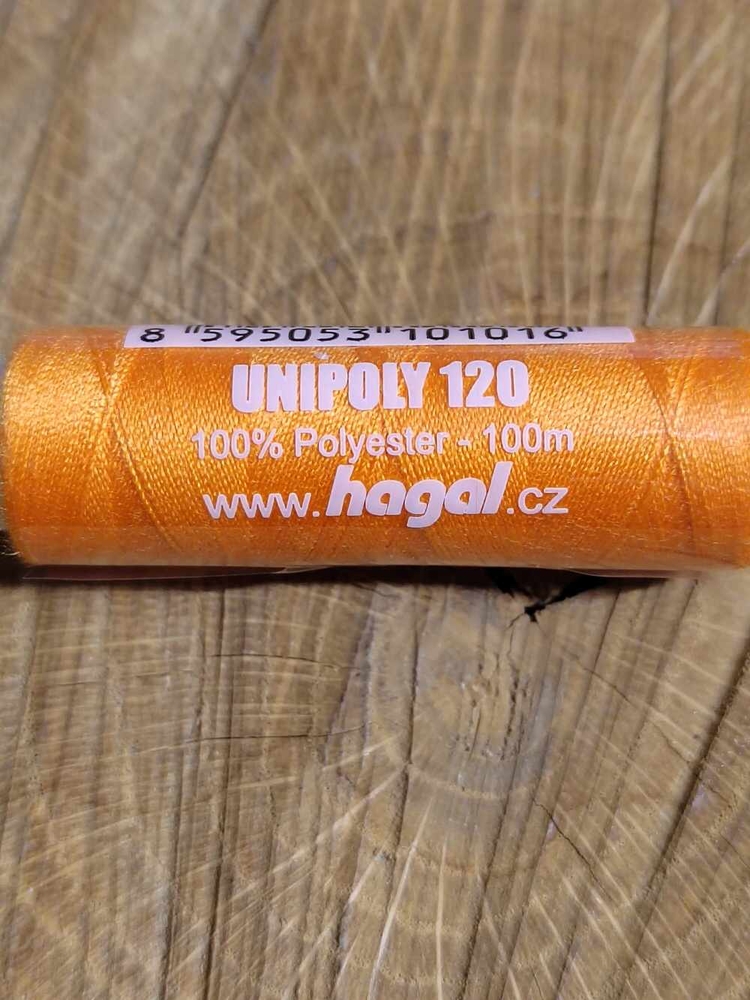 8 "595053"101016"
UNIPOLY 120
100% Polyester - 100m
www.hagal.cz